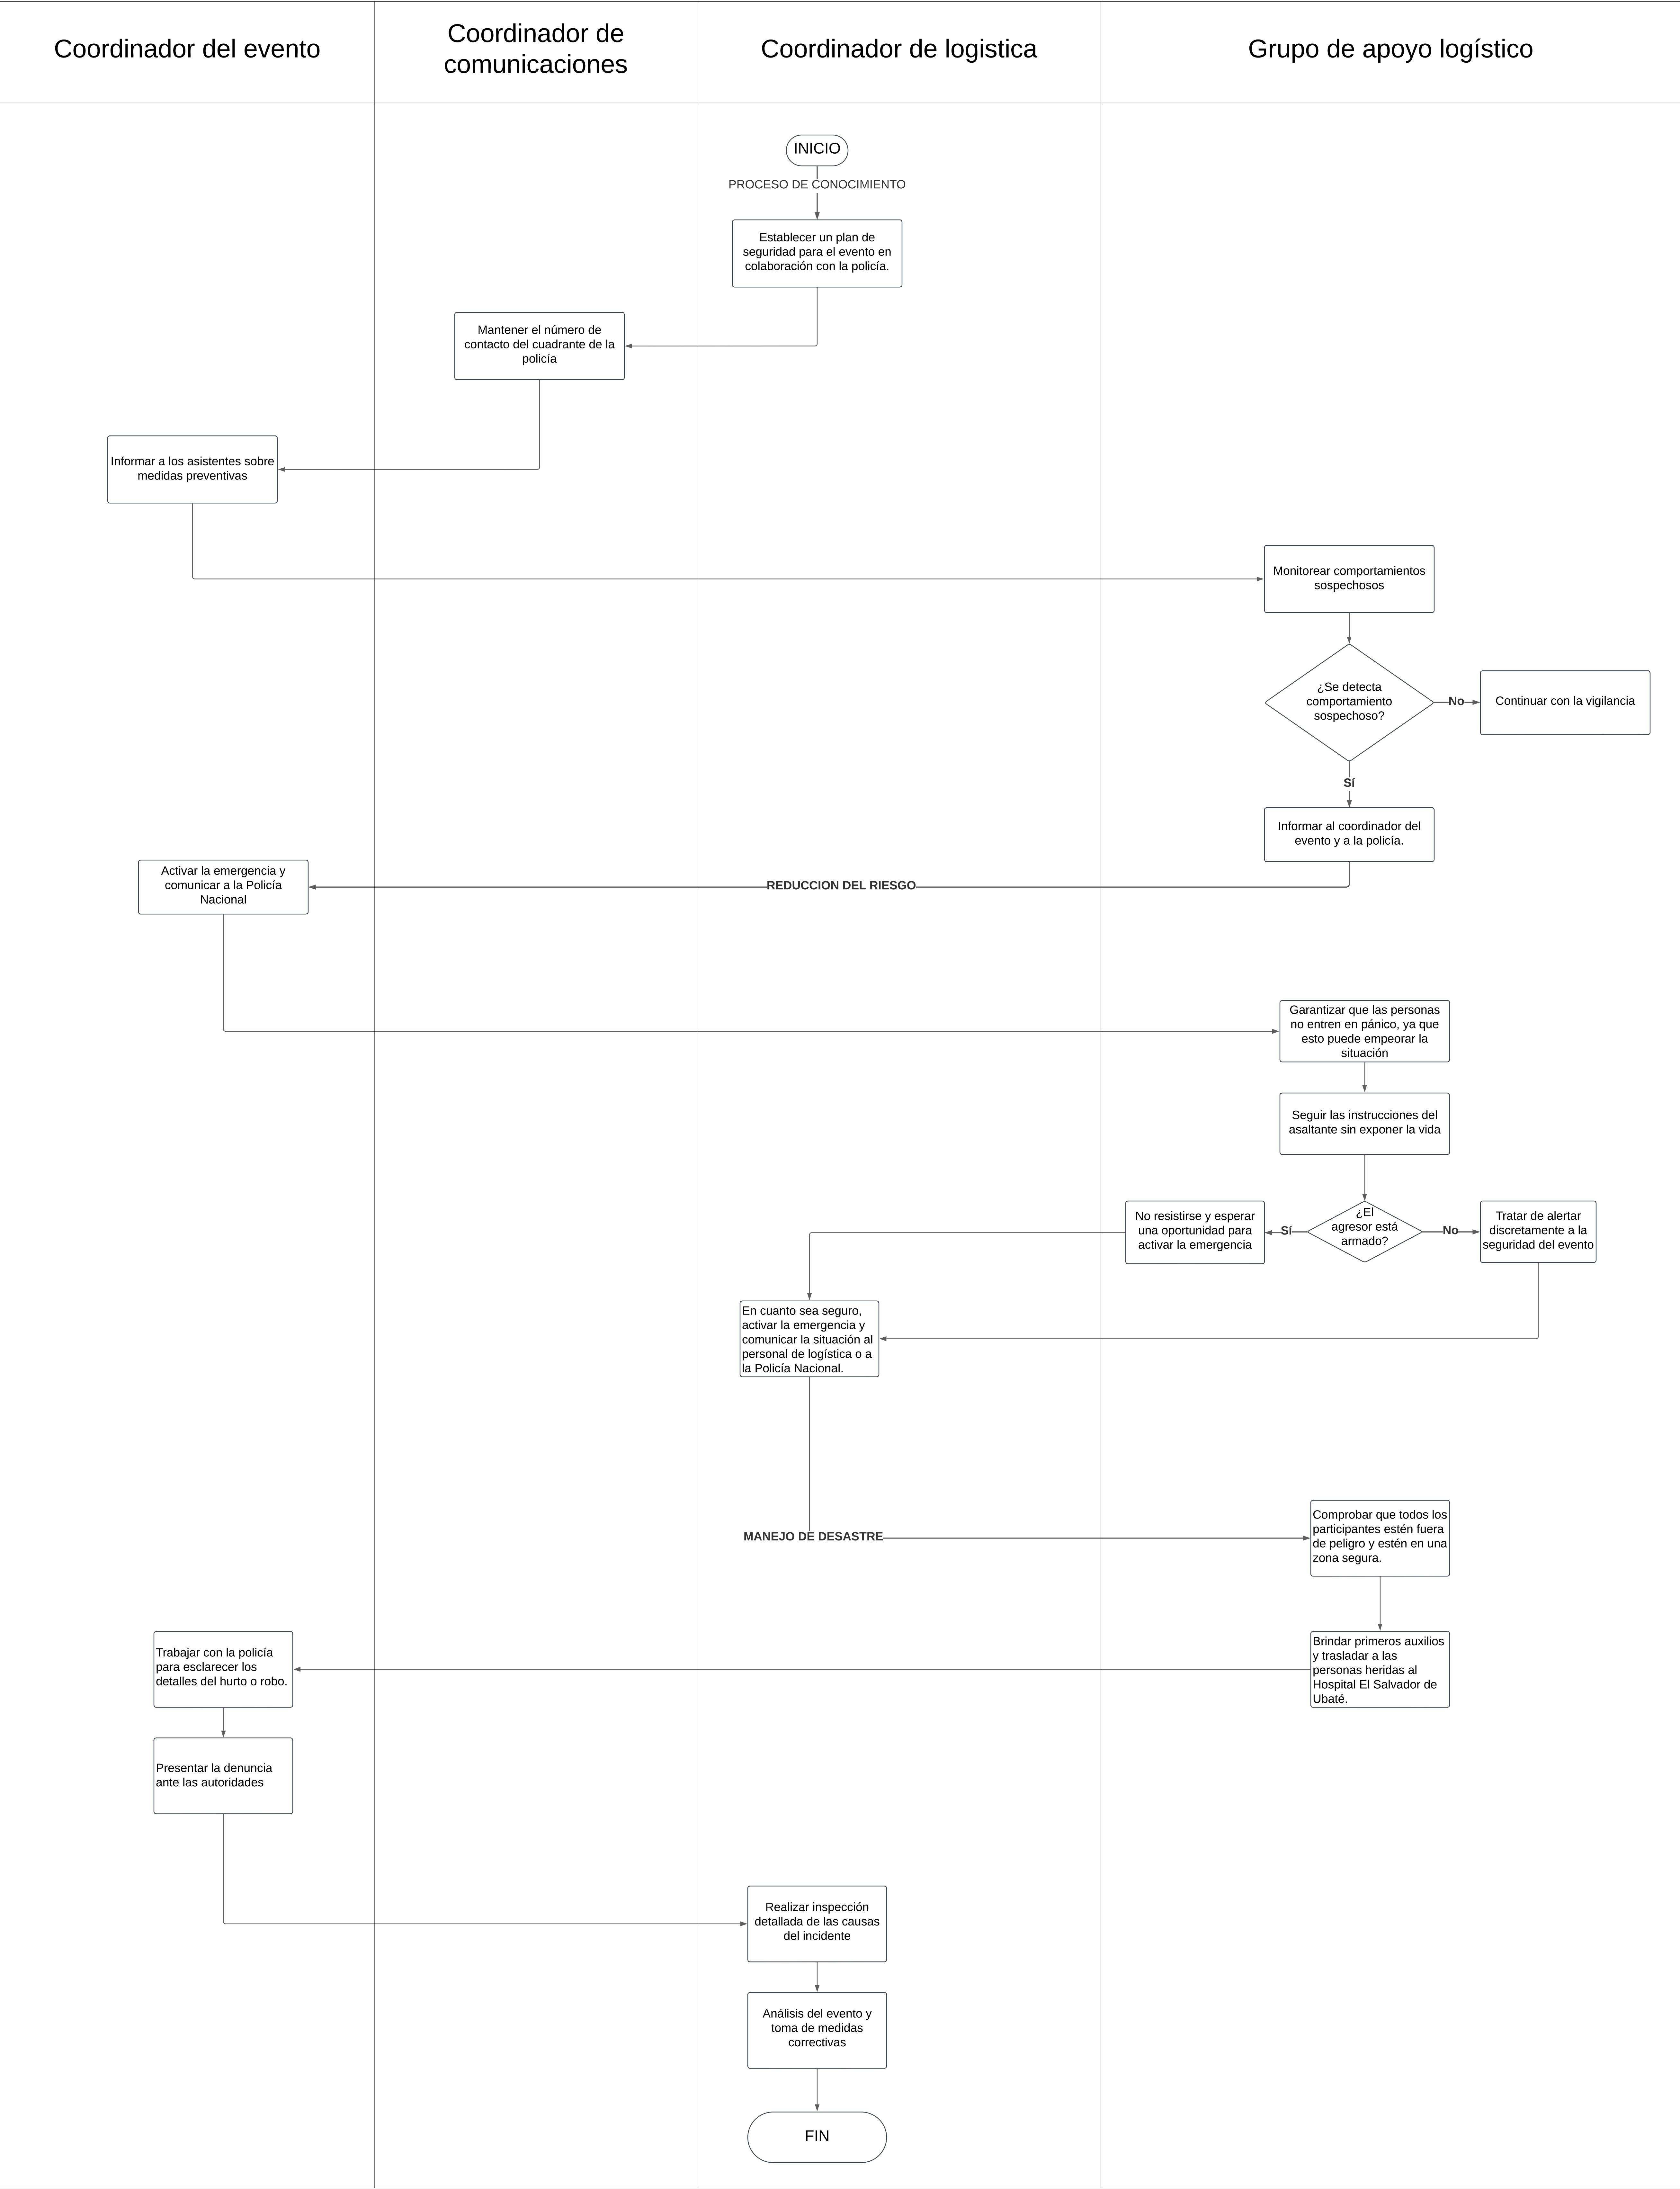 Coordinador del evento
Coordinador de
comunicaciones
Coordinador de logistica
Grupo de apoyo logístico
INICIO
PROCESO DE CONOCIMIENTO
Establecer un plan de
seguridad para el evento en
colaboración con la policía.
Mantener el número de
contacto del cuadrante de la
policía
Informar a los asistentes sobre
medidas preventivas
Monitorear comportamientos
sospechosos
¿Se detecta
comportamiento
sospechoso?
No
Continuar con la vigilancia
Sí
Informar al coordinador del
evento y a la policía.
REDUCCION DEL RIESGO
Activar la emergencia y
comunicar a la Policía
Nacional
Garantizar que las personas
no entren en pánico, ya que
esto puede empeorar la
situación
Seguir las instrucciones del
asaltante sin exponer la vida
¿El
agresor está
armado?
Sí
No resistirse y esperar
una oportunidad para
activar la emergencia
No
Tratar de alertar
discretamente a la
seguridad del evento
En cuanto sea seguro,
activar la emergencia y
comunicar la situación al
personal de logística o a
la Policía Nacional.
MANEJO DE DESASTRE
Comprobar que todos los
participantes estén fuera
de peligro y estén en una
zona segura.
Brindar primeros auxilios
y trasladar a las
personas heridas al
Hospital El Salvador de
Ubaté.
Trabajar con la policía
para esclarecer los
detalles del hurto o robo.
Presentar la denuncia
ante las autoridades
Realizar inspección
detallada de las causas
del incidente
Análisis del evento y
toma de medidas
correctivas
FIN